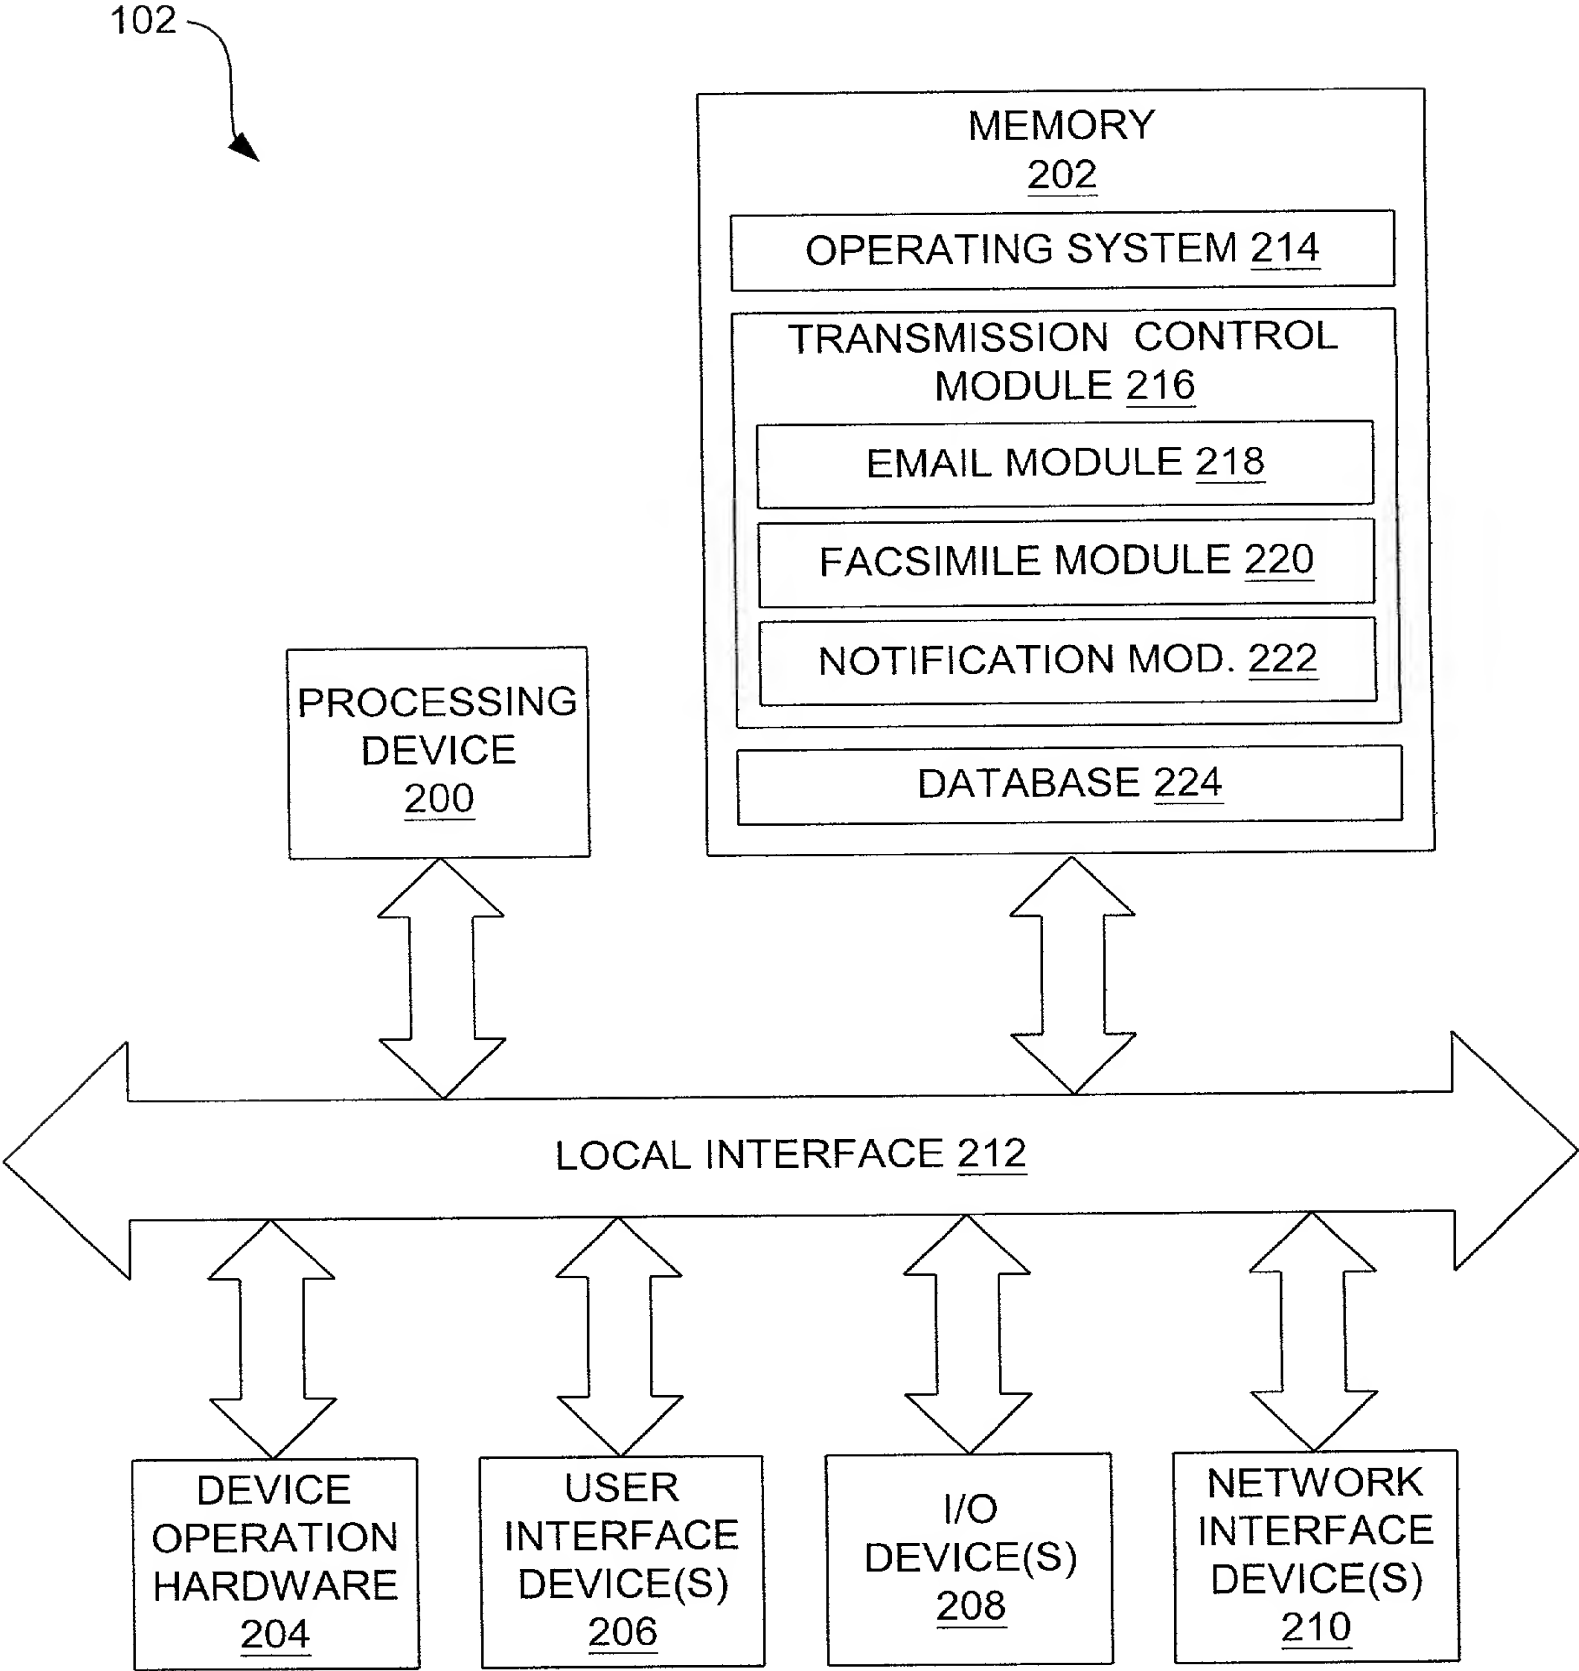 102
MEMORY
202
OPERATING SYSTEM 214
TRANSMISSION CONTROL
MODULE 216
EMAIL MODULE 218
FACSIMILE MODULE 220
NOTIFICATION MOD. 222
DATABASE 224
PROCESSING
DEVICE
200
LOCAL INTERFACE 212
DEVICE
OPERATION
HARDWARE
204
USER
INTERFACE
DEVICE(S)
206
I/O
DEVICE(S)
208
NETWORK
INTERFACE
DEVICE(S)
210